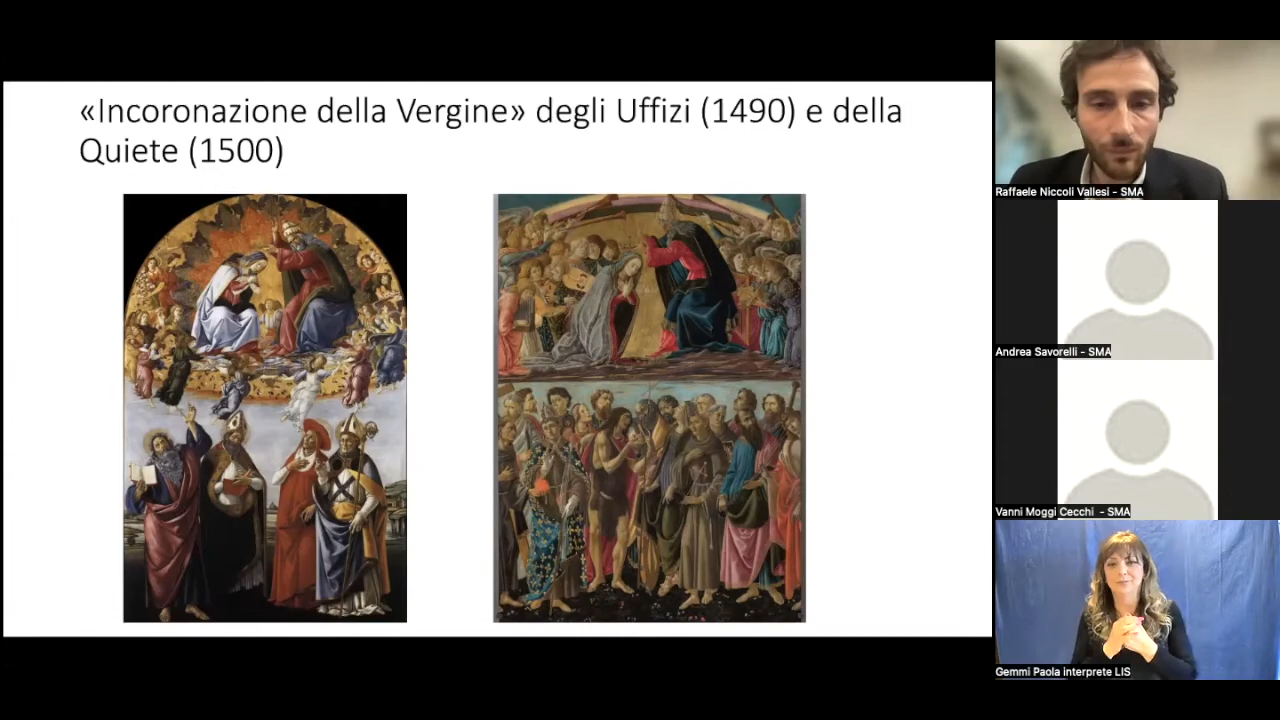 «Incoronazione della Vergine» degli Uffizi (1490) e della
Quiete (1500)
Raffaele Niccoli Vallesi - SMA
Andrea Savorelli - SMA
Vanni Moggi Cecchi  - SMA
Gemmi Paola interprete LIS